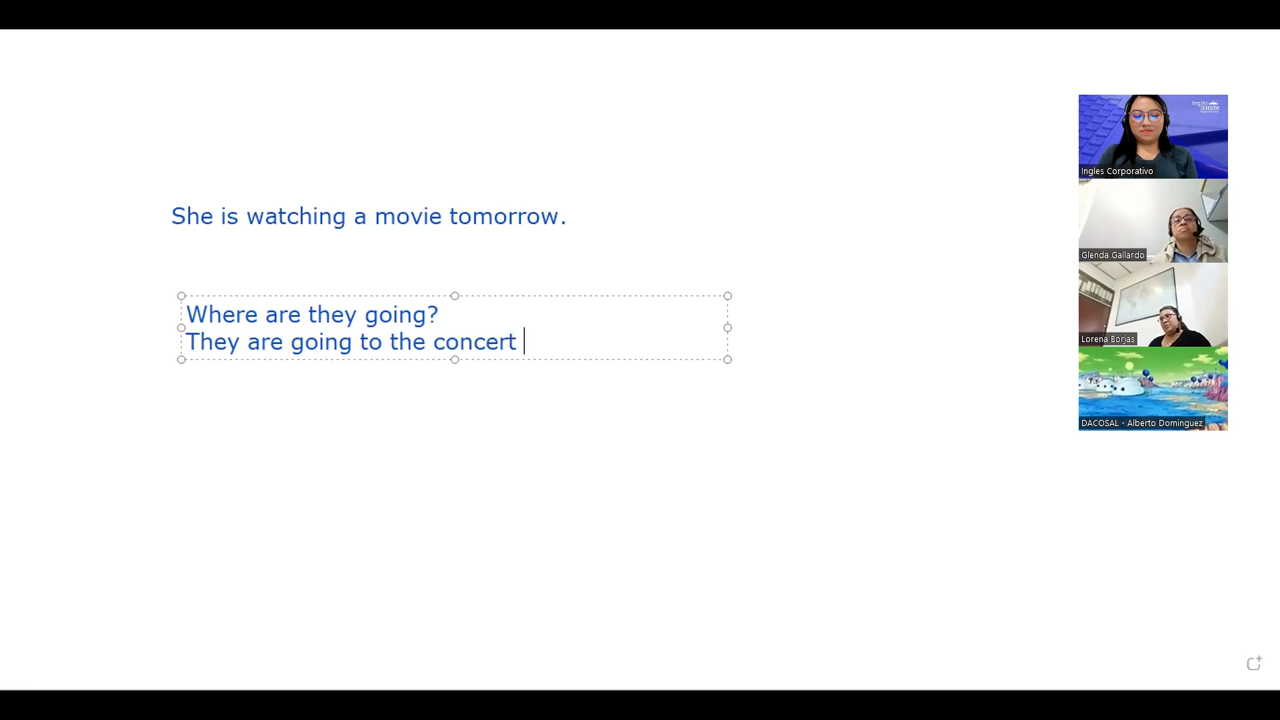 She is watching a movie tomorrow.
Where are they going?
They are going to the concert
Ingles Corporativo
Glenda Gallardo
Lorena Borjas
DACOSAL - Alberto Dominguez